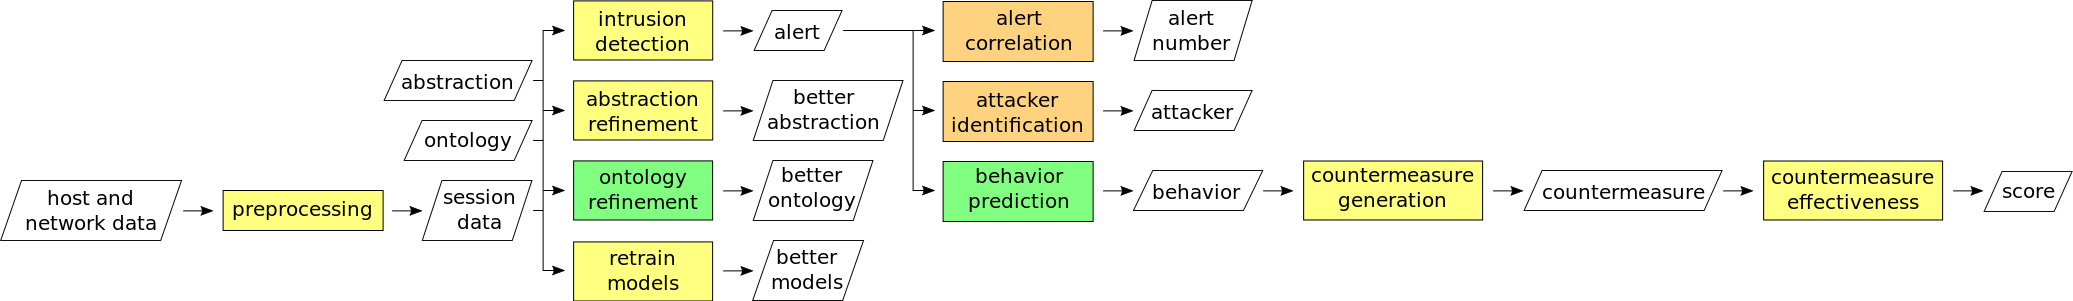 host and
network data
preprocessing
abstraction
ontology
session
data
intrusion
detection
abstraction
refinement
ontology
refinement
retrain
models
alert
better
abstraction
better
ontology
better
models
alert
correlation
attacker
identification
behavior
prediction
alert
number
attacker
behavior
countermeasure
generation
countermeasure
countermeasure
effectiveness
score